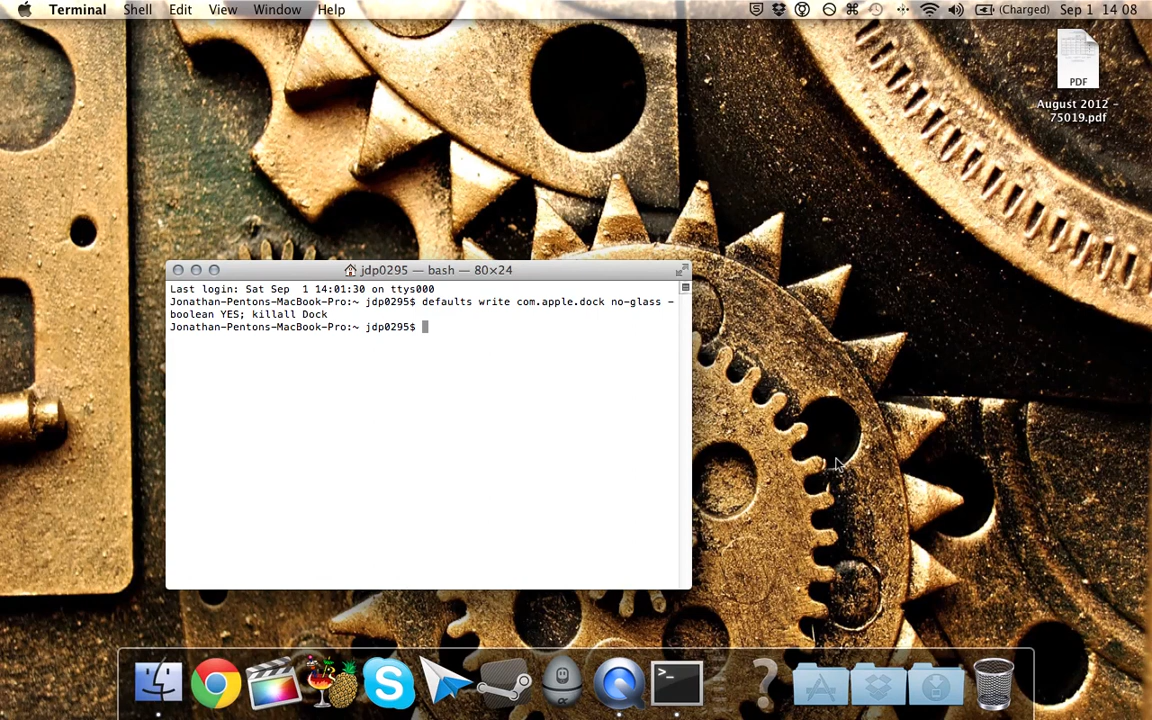 Terminal Shell Edit View Window Help (Charged) Sep 1 14 08
PDF
August 2012 –
75019.pdf
jdp0295 — bash — 80×24
Last login: Sat Sep  1 14:01:30 on ttys000
Jonathan-Pentons-MacBook-Pro:~ jdp0295$ defaults write com.apple.dock no-glass -
boolean YES; killall Dock
Jonathan-Pentons-MacBook-Pro:~ jdp0295$